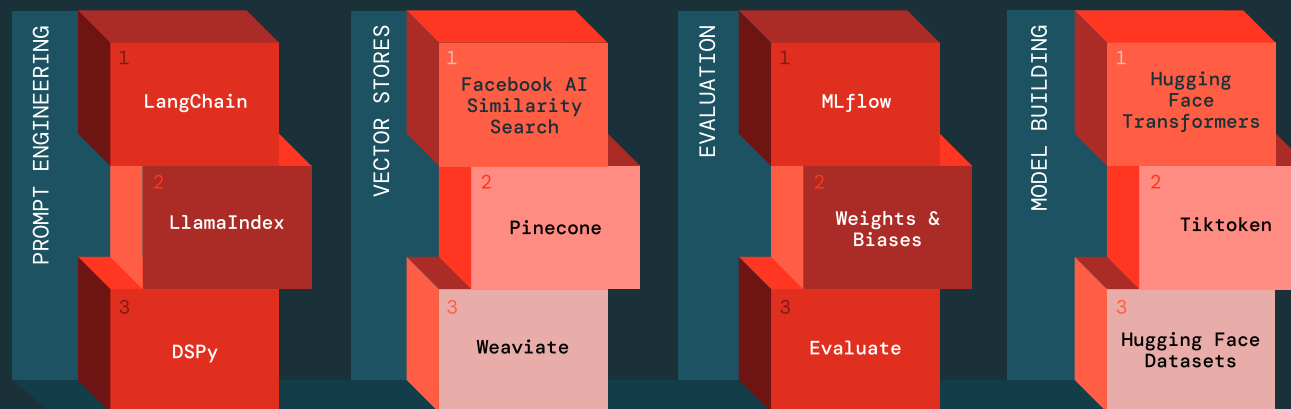 PROMPT ENGINEERING
1
LangChain
2
LlamaIndex
3
DSPy
VECTOR STORES
1
Facebook AI
Similarity
Search
2
Pinecone
3
Weaviate
EVALUATION
1
MLflow
2
Weights &
Biases
3
Evaluate
MODEL BUILDING
1
Hugging
Face
Transformers
2
Tiktoken
3
Hugging Face
Datasets